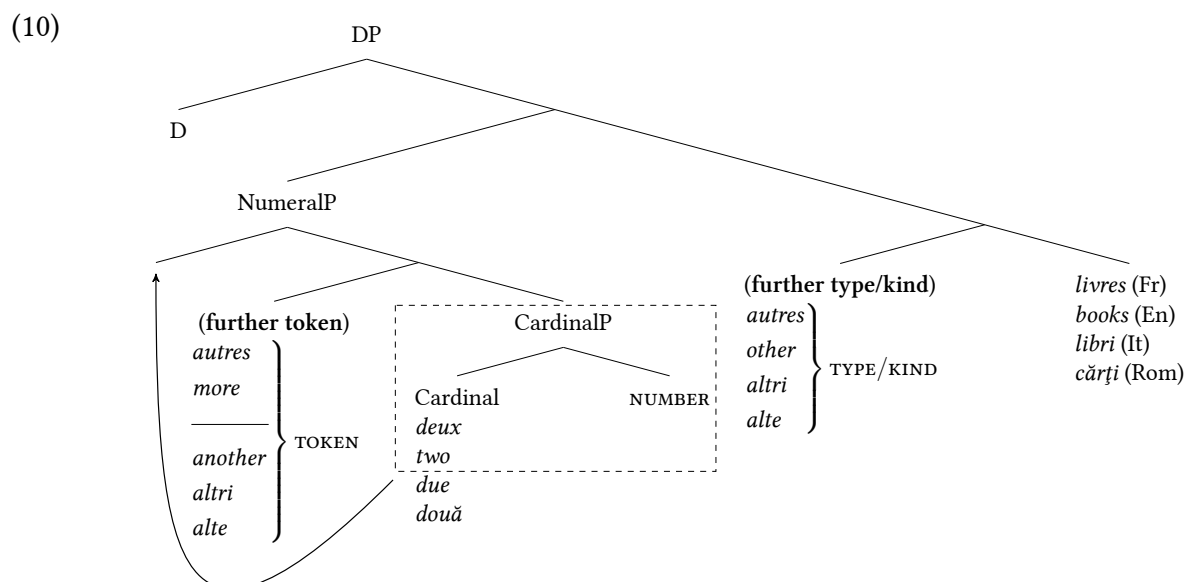 (10)
DP
D
NumeralP
(further token)
autres
more
another
altri
alte
TOKEN
CardinalP
Cardinal
NUMBER
deux
two
due
două
(further type/kind)
autres
other
altri
alte
TYPE/KIND
livres (Fr)
books (En)
libri (It)
cărţi (Rom)